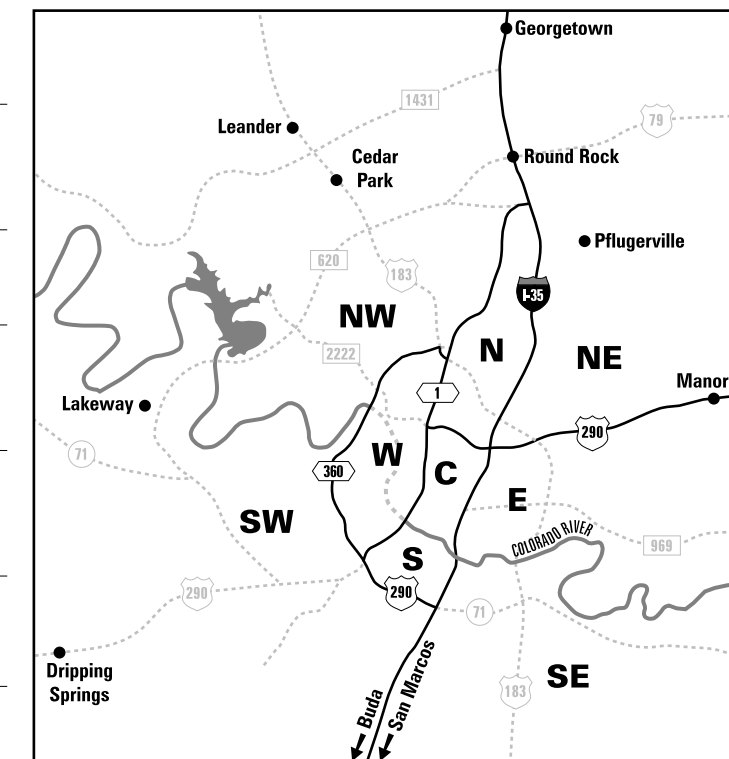 Georgetown
1431
79
Leander
Cedar
Park
Round Rock
Pflugerville
620
183
I-35
NW
N
NE
2222
1
Manor
Lakeway
290
71
W
360
C
E
SW
COLORADO RIVER
969
S
290
290
71
Dripping
Springs
SE
183
Buda
San Marcos